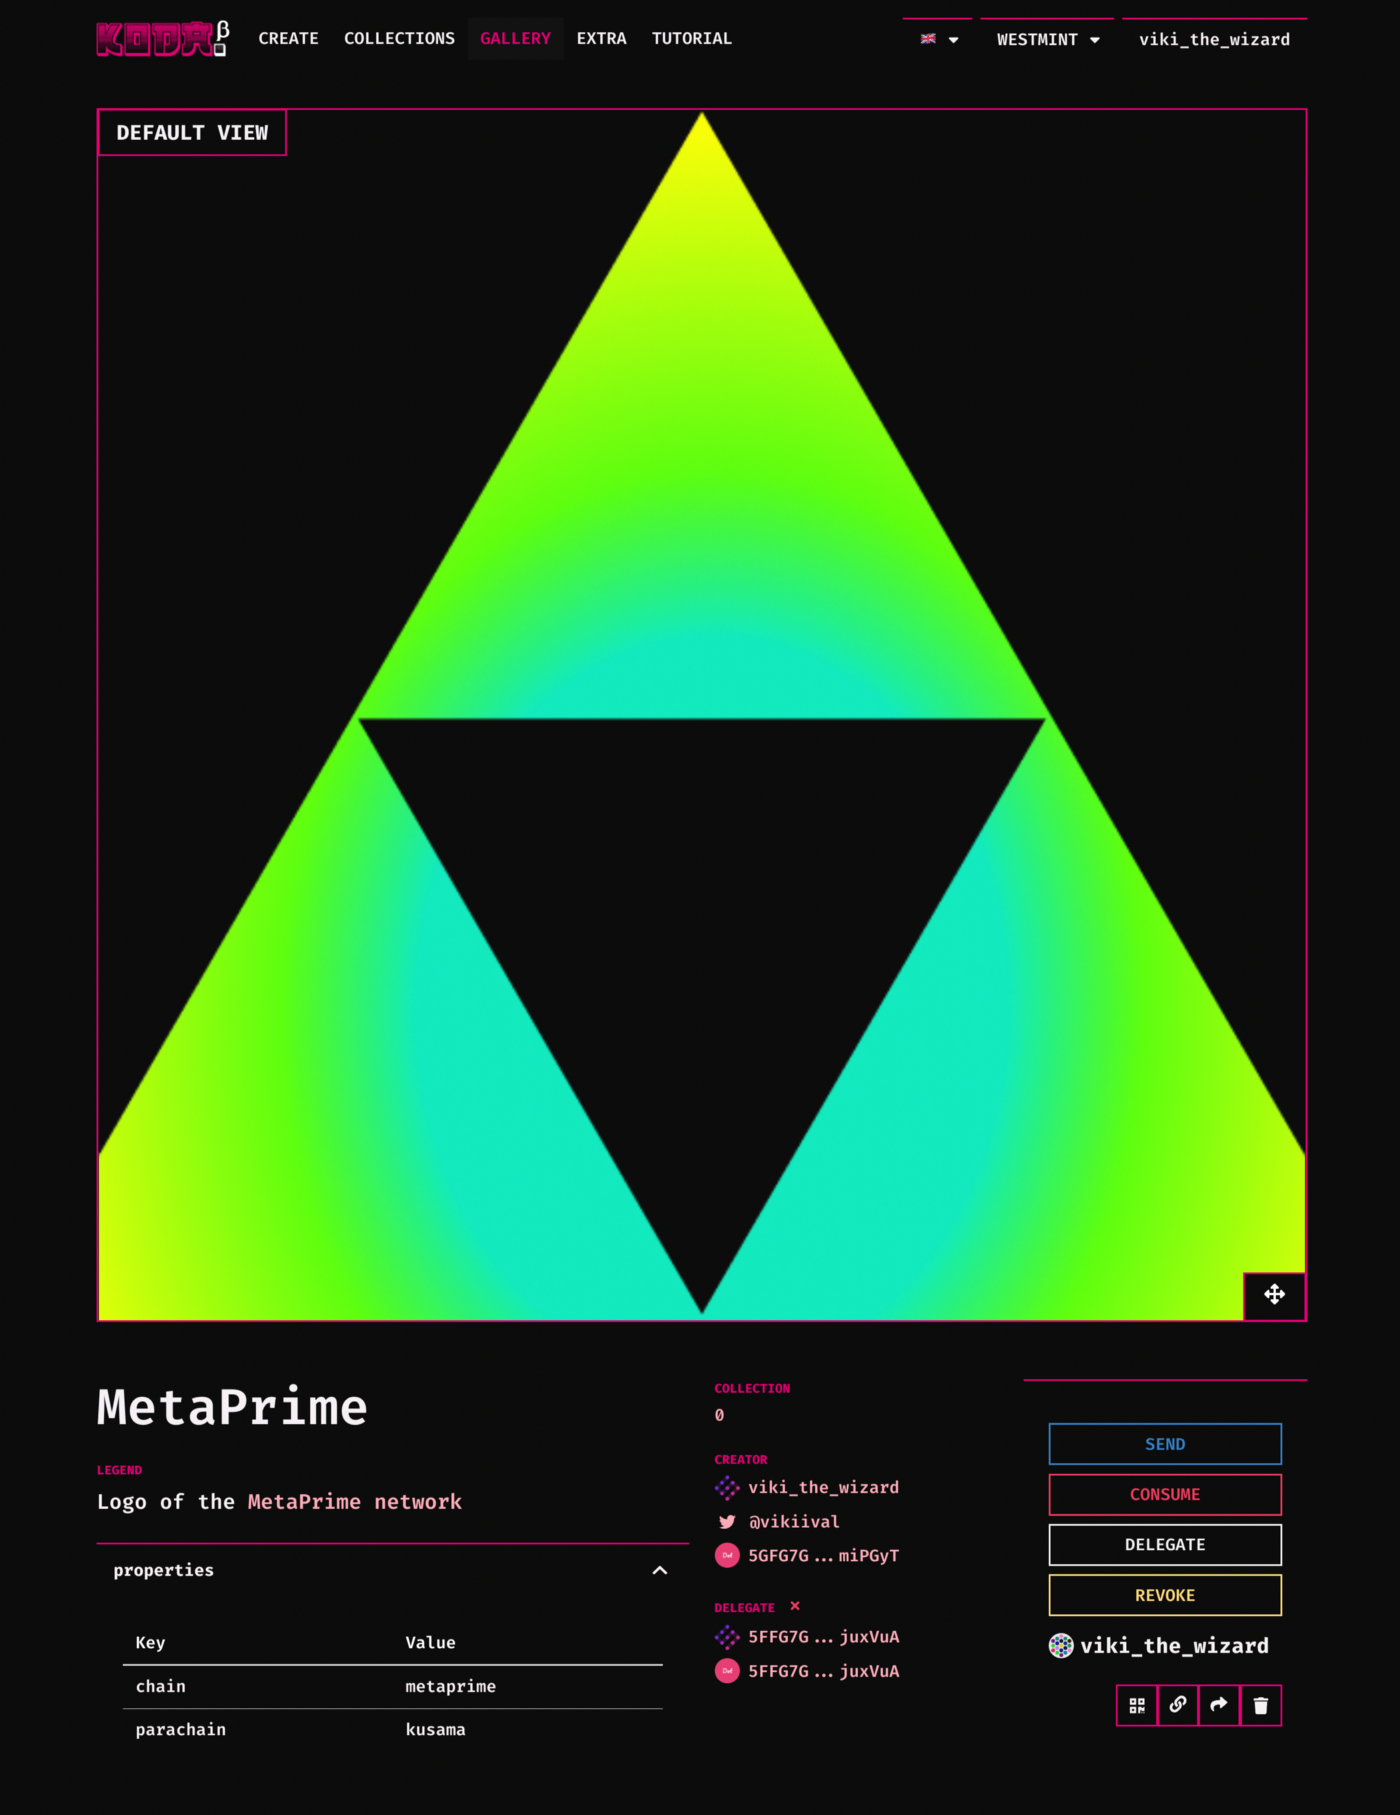 KODA β
CREATE COLLECTIONS GALLERY EXTRA TUTORIAL WESTMINT viki_the_wizard
DEFAULT VIEW
MetaPrime
LEGEND
Logo of the MetaPrime network
properties
Key Value
chain metaprime
parachain kusama
COLLECTION
0
CREATOR
viki_the_wizard
@vikiival
5GFG7G...miPGyT
DELEGATE ×
5FFG7G...juxVuA
5FFG7G...juxVuA
SEND
CONSUME
DELEGATE
REVOKE
viki_the_wizard